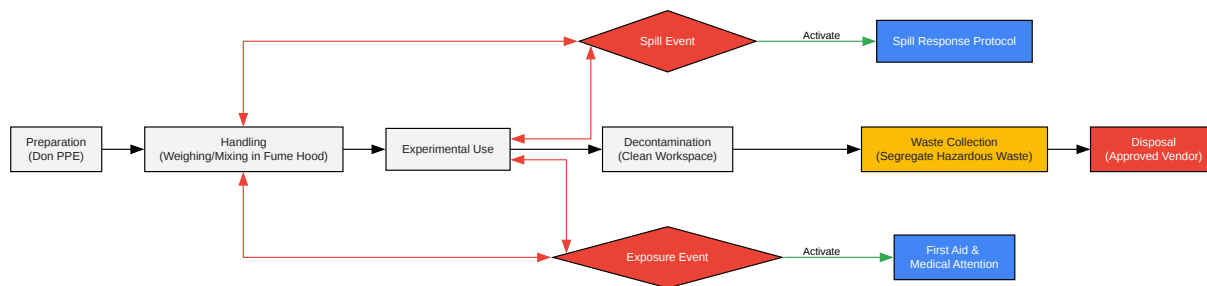 Spill Event
Activate
Spill Response Protocol
Preparation
(Don PPE)
Handling
(Weighing/Mixing in Fume Hood)
Experimental Use
Decontamination
(Clean Workspace)
Waste Collection
(Segregate Hazardous Waste)
Disposal
(Approved Vendor)
Exposure Event
Activate
First Aid &
Medical Attention